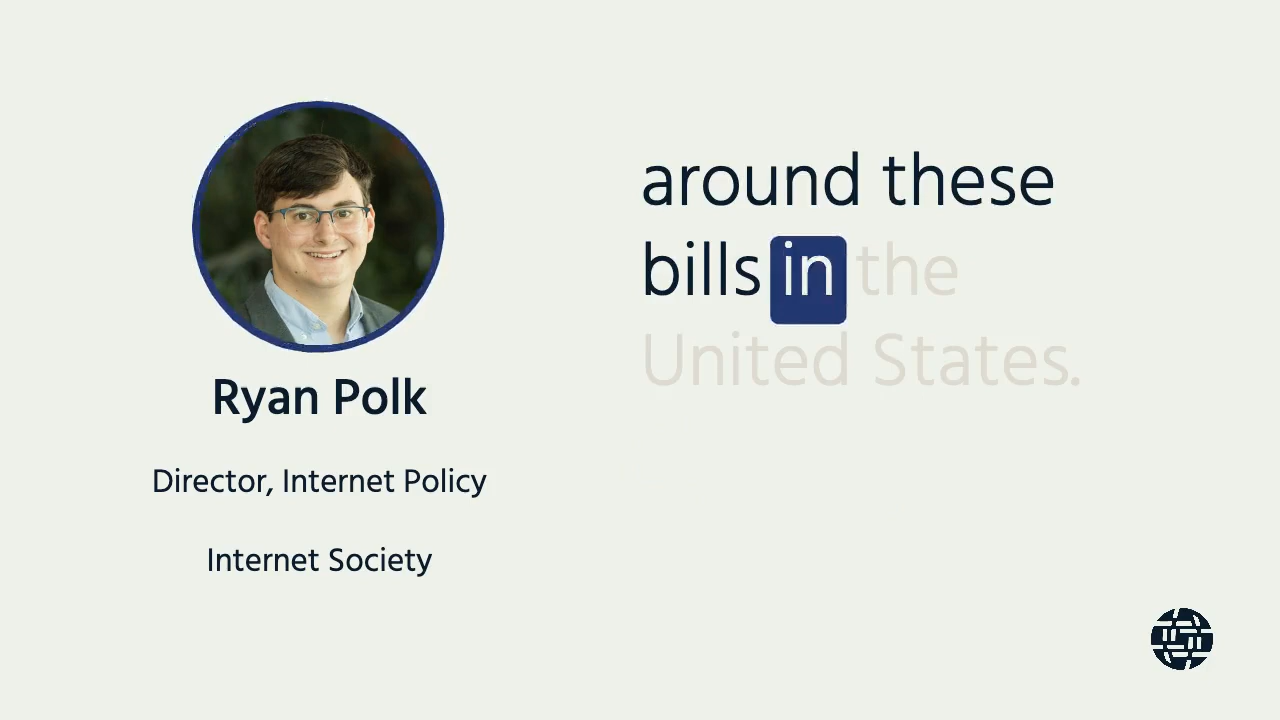 around these
bills in the
United States.
Ryan Polk
Director, Internet Policy
Internet Society